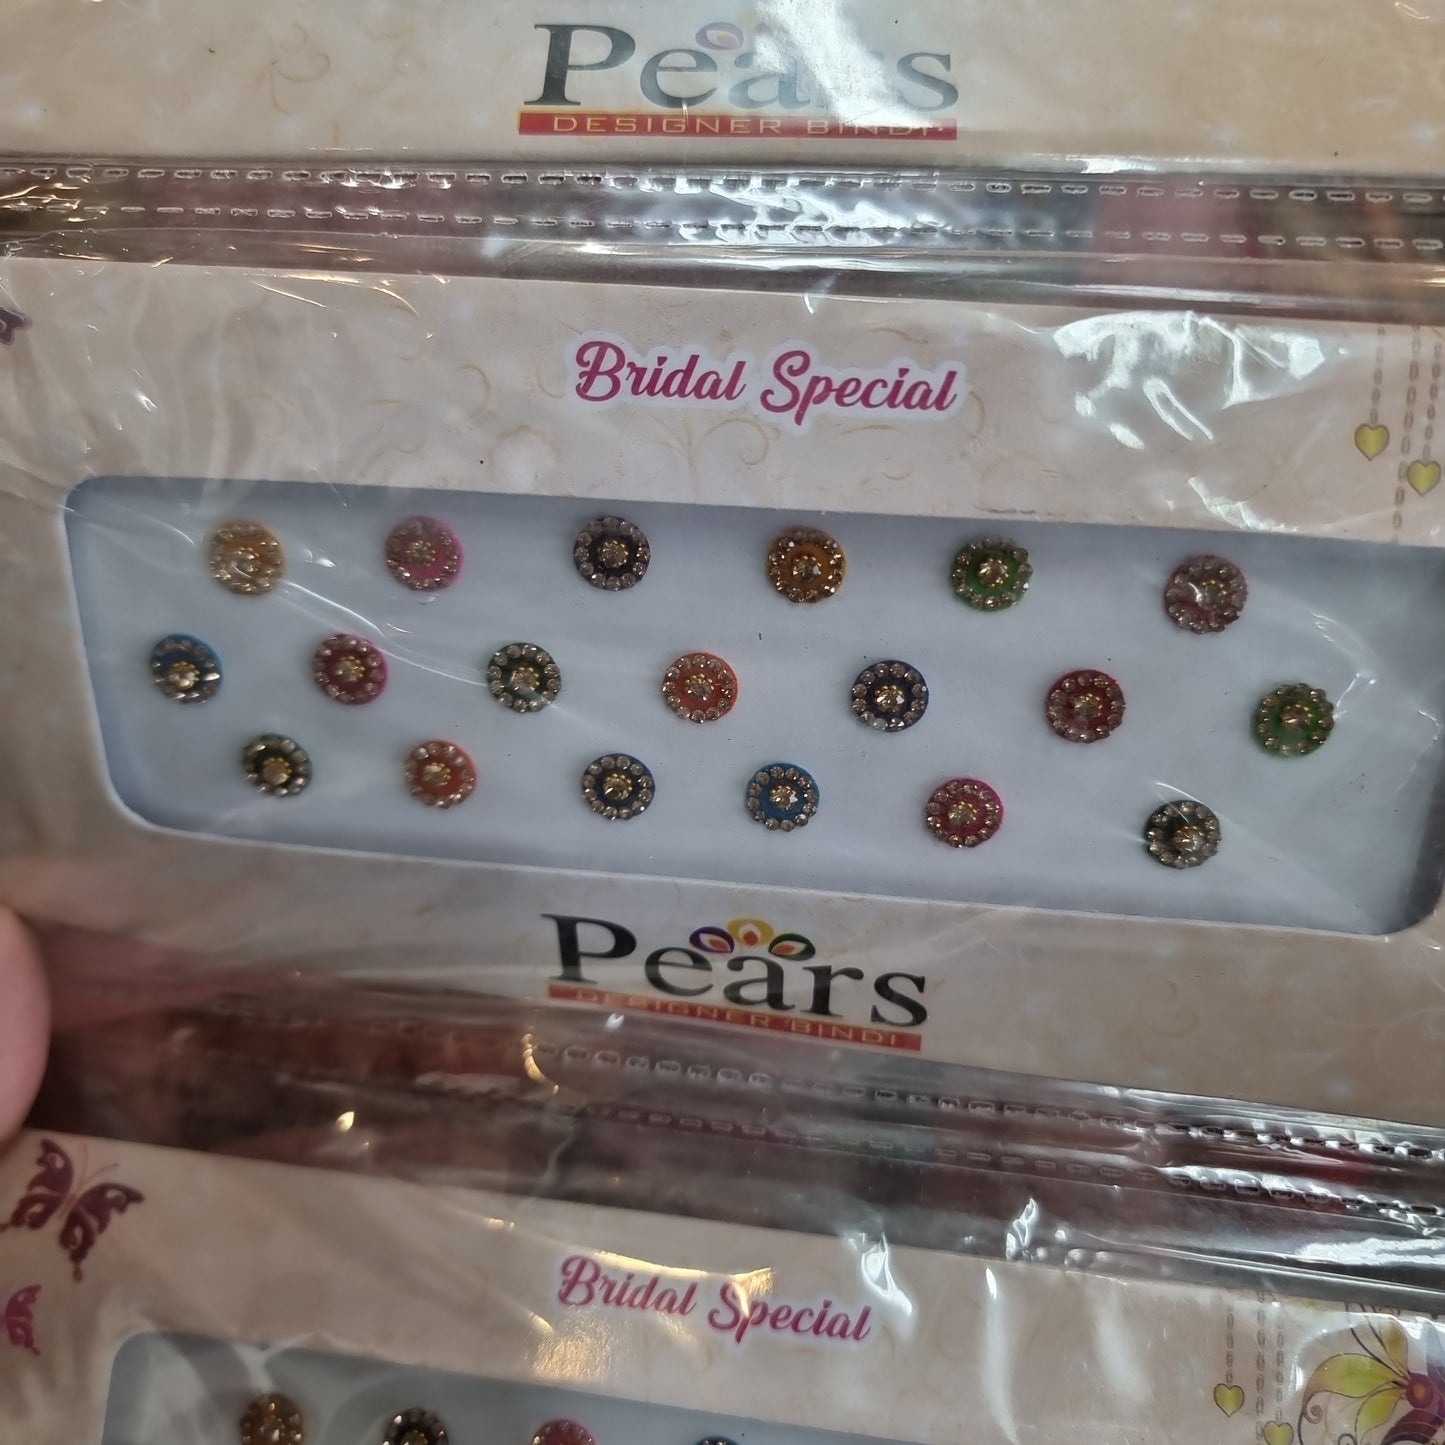 Pears
DESIGNER BINDI
Bridal Special
Pears
DESIGNER BINDI
Bridal Special